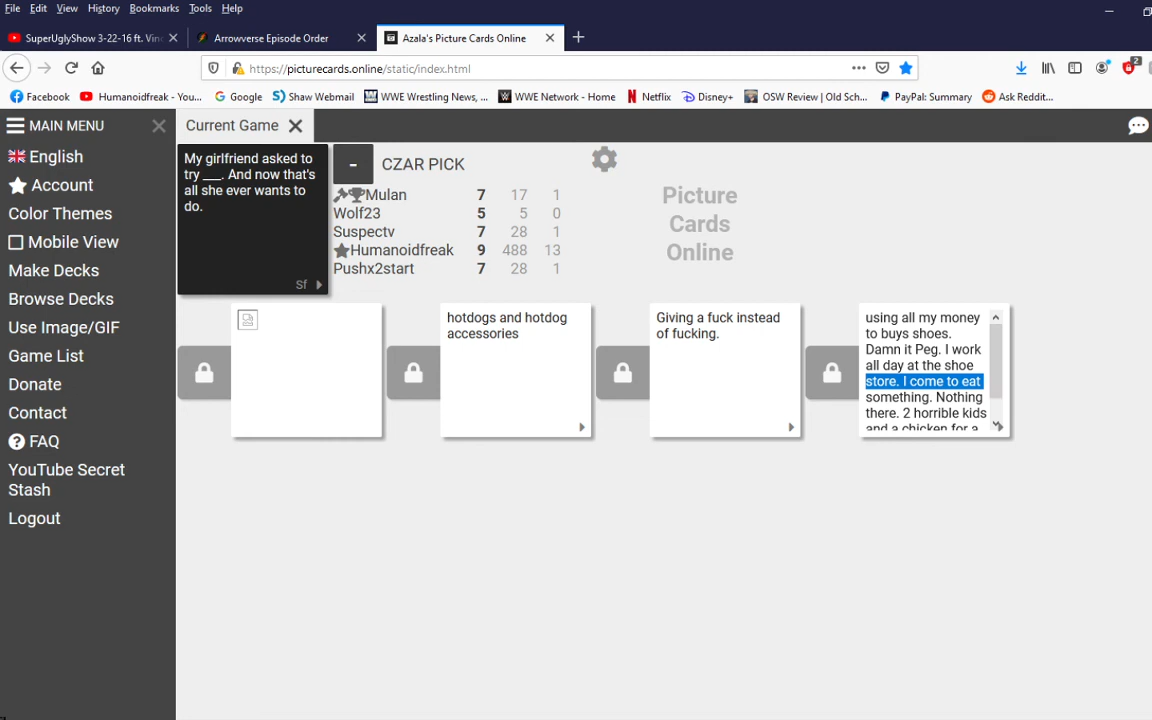 File Edit View History Bookmarks Tools Help
SuperUglyShow 3-22-16 ft. Vin
Arrowverse Episode Order
Azala's Picture Cards Online
https://picturecards.online/static/index.html
2
Facebook
Humanoidfreak - You...
Google
Shaw Webmail
WWE Wrestling News, ...
WWE Network - Home
Netflix
Disney+
OSW Review | Old Sch...
PayPal: Summary
Ask Reddit...
MAIN MENU
English
Account
Color Themes
Mobile View
Make Decks
Browse Decks
Use Image/GIF
Game List
Donate
Contact
FAQ
YouTube Secret
Stash
Logout
Current Game
My girlfriend asked to
try ___. And now that's
all she ever wants to
do.
Sf
- CZAR PICK
Mulan 7 17 1
Wolf23 5 5 0
Suspectv 7 28 1
Humanoidfreak 9 488 13
Pushx2start 7 28 1
Picture
Cards
Online
hotdogs and hotdog
accessories
Giving a fuck instead
of fucking.
using all my money
to buys shoes.
Damn it Peg. I work
all day at the shoe
store. I come to eat
something. Nothing
there. 2 horrible kids
and a chicken for a